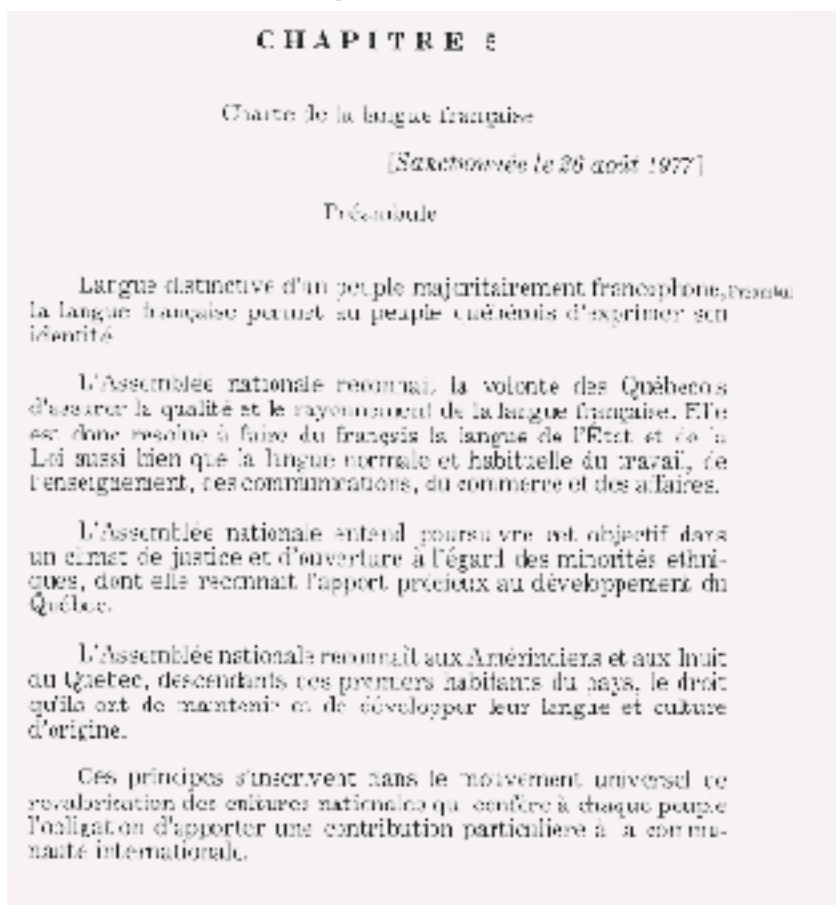 CHAPITRE 5
Charte de la langue française
[Sanctionnée le 26 août 1977]
Préambule
Langue distinctive d'un peuple majoritairement francophone,
la langue française permet au peuple québécois d'exprimer son
identité.
L'Assemblée nationale reconnaît la volonté des Québécois
d'assurer la qualité et le rayonnement de la langue française. Elle
est donc résolue à faire du français la langue de l'État et de la
Loi aussi bien que la langue normale et habituelle du travail, de
l'enseignement, des communications, du commerce et des affaires.
L'Assemblée nationale entend poursuivre cet objectif dans
un climat de justice et d'ouverture à l'égard des minorités ethni-
ques, dont elle reconnaît l'apport précieux au développement du
Québec.
L'Assemblée nationale reconnaît aux Amérindiens et aux Inuit
du Québec, descendants des premiers habitants du pays, le droit
qu'ils ont de maintenir et de développer leur langue et culture
d'origine.
Ces principes s'inscrivent dans le mouvement universel de
revalorisation des cultures nationales qui confère à chaque peuple
l'obligation d'apporter une contribution particulière à la commu-
nauté internationale.